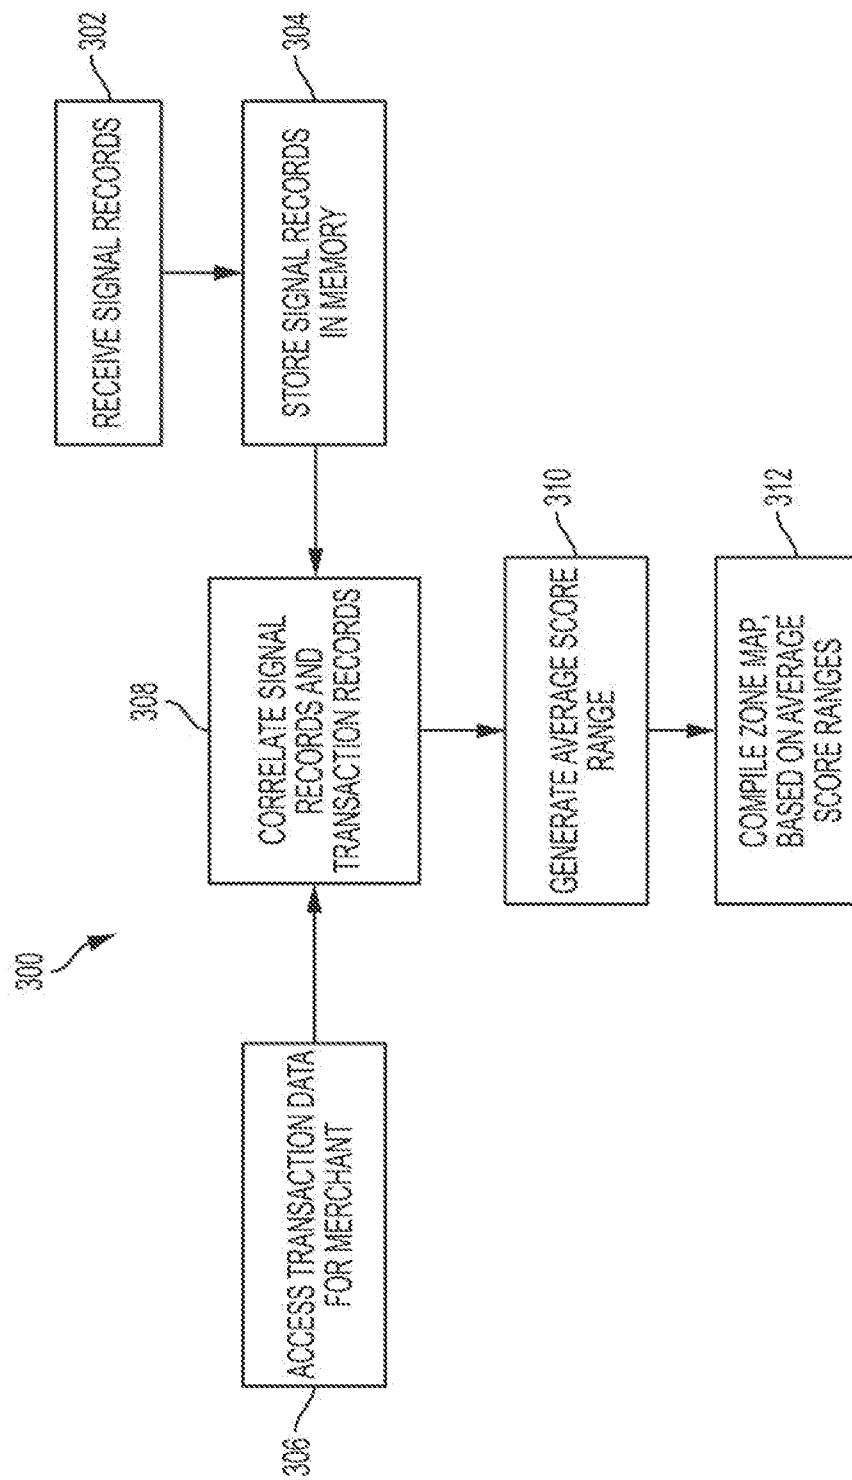 300
302
RECEIVE SIGNAL RECORDS
304
STORE SIGNAL RECORDS
IN MEMORY
306
ACCESS TRANSACTION DATA
FOR MERCHANT
308
CORRELATE SIGNAL
RECORDS AND
TRANSACTION RECORDS
310
GENERATE AVERAGE SCORE
RANGE
312
COMPILE ZONE MAP,
BASED ON AVERAGE
SCORE RANGES